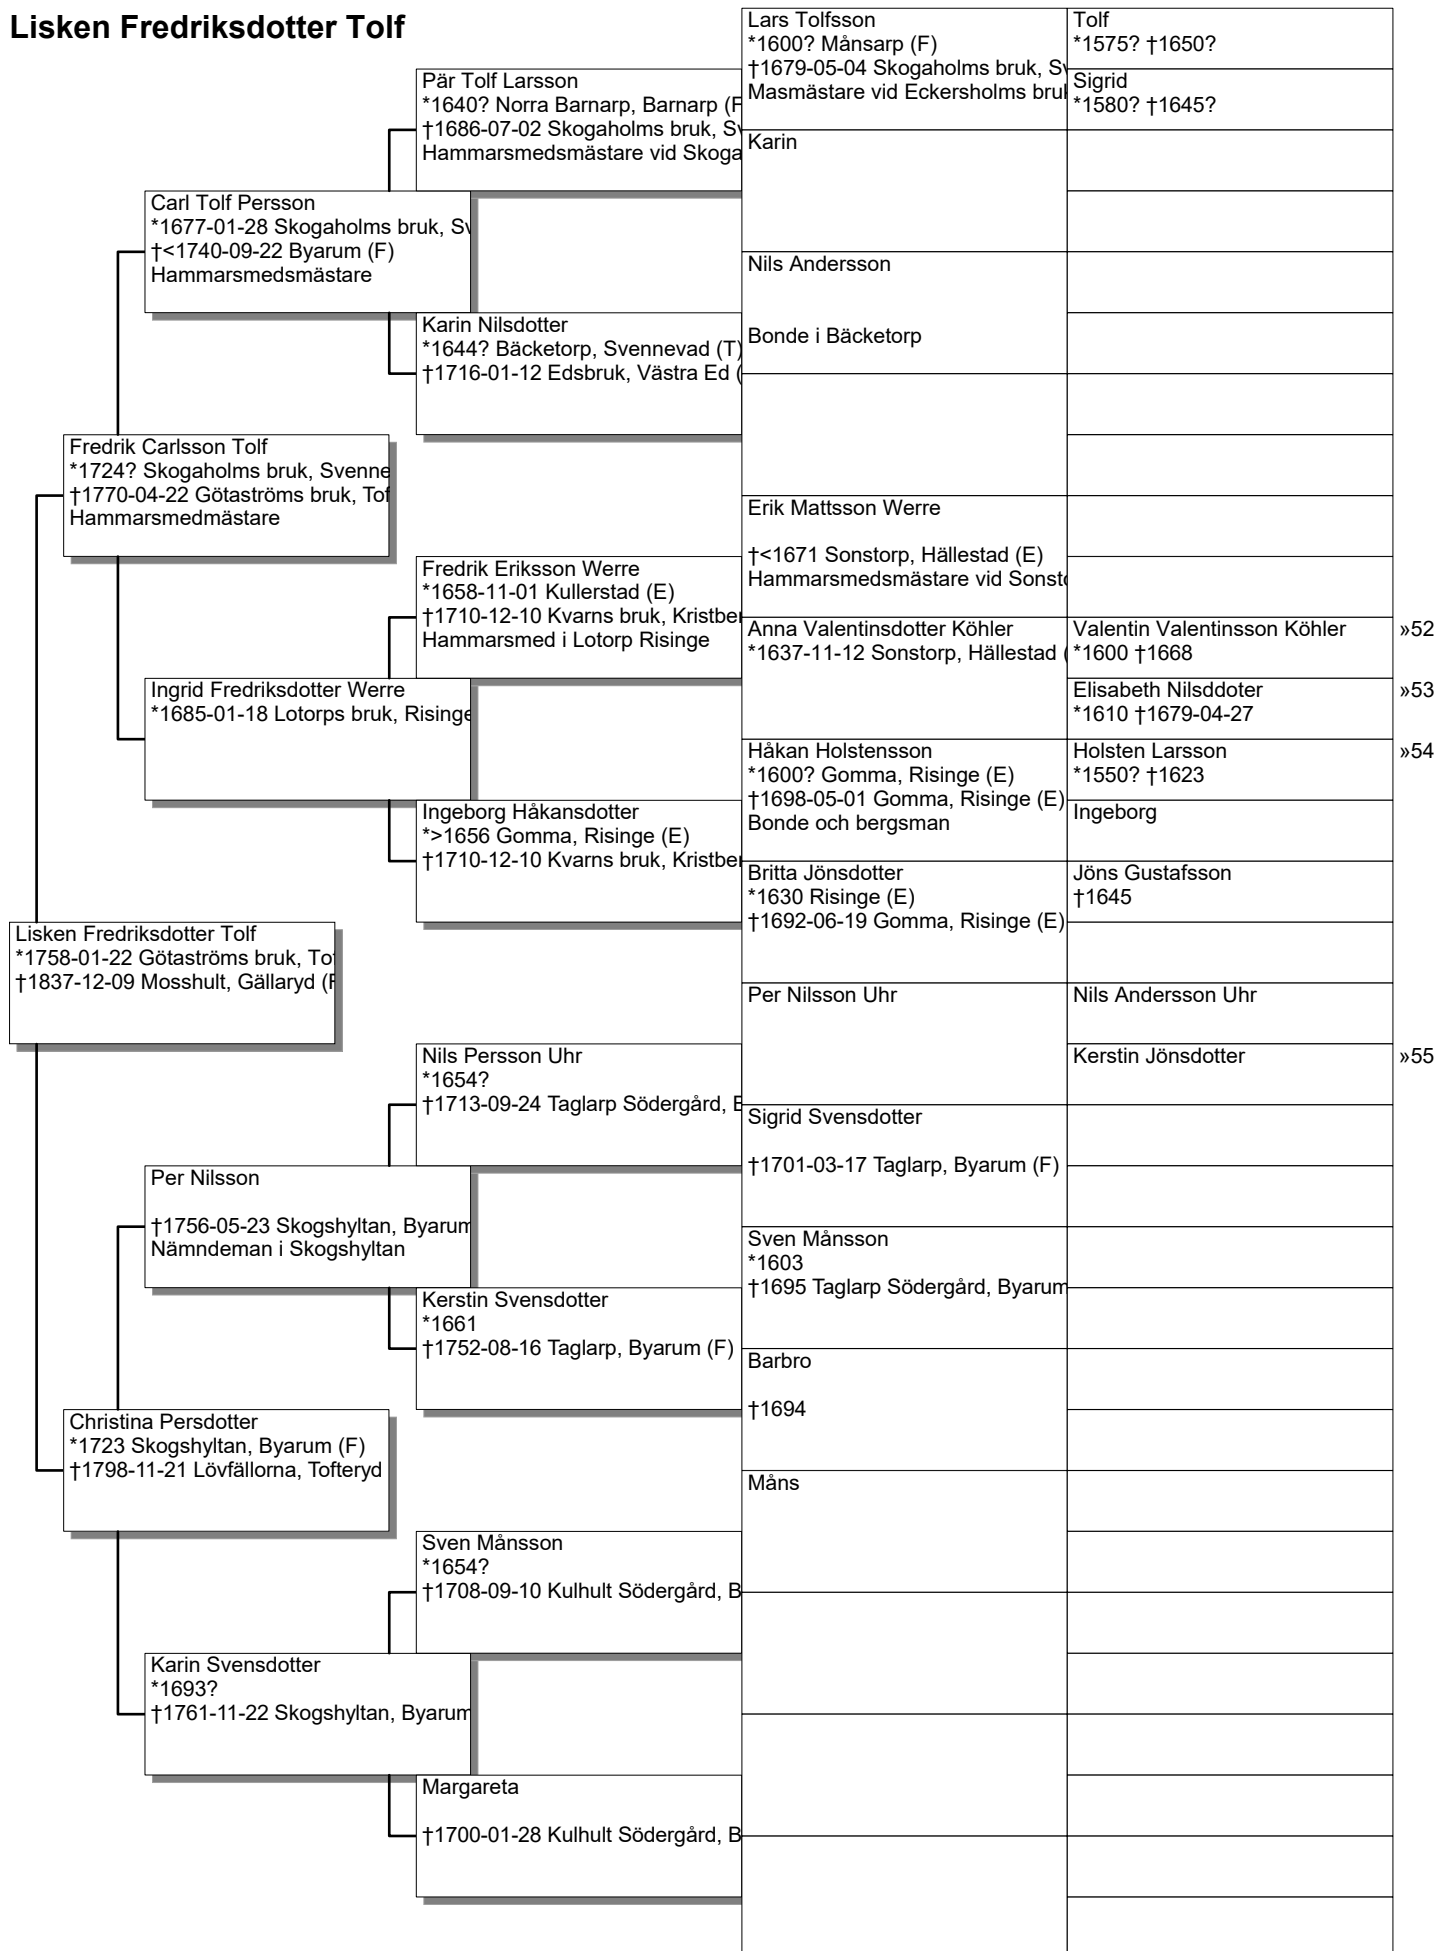 Lisken Fredriksdotter Tolf
Lars Tolfsson
*1600? Månsarp (F)
†1679-05-04 Skogaholms bruk, Sv
Masmästare vid Eckersholms bruk
Tolf
*1575? †1650?
Sigrid
*1580? †1645?
Pär Tolf Larsson
*1640? Norra Barnarp, Barnarp (F
†1686-07-02 Skogaholms bruk, Sv
Hammarsmedsmästare vid Skoga
Karin
Carl Tolf Persson
*1677-01-28 Skogaholms bruk, Sv
†<1740-09-22 Byarum (F)
Hammarsmedsmästare
Nils Andersson
Bonde i Bäcketorp
Karin Nilsdotter
*1644? Bäcketorp, Svennevad (T)
†1716-01-12 Edsbruk, Västra Ed (
Fredrik Carlsson Tolf
*1724? Skogaholms bruk, Svenne
†1770-04-22 Götaströms bruk, Tof
Hammarsmedmästare
Erik Mattsson Werre
†<1671 Sonstorp, Hällestad (E)
Hammarsmedsmästare vid Sonsto
Fredrik Eriksson Werre
*1658-11-01 Kullerstad (E)
†1710-12-10 Kvarns bruk, Kristber
Hammarsmed i Lotorp Risinge
Anna Valentinsdotter Köhler
*1637-11-12 Sonstorp, Hällestad (
Valentin Valentinsson Köhler
*1600 †1668
»52
Elisabeth Nilsddoter
*1610 †1679-04-27
»53
Ingrid Fredriksdotter Werre
*1685-01-18 Lotorps bruk, Risinge
Håkan Holstensson
*1600? Gomma, Risinge (E)
†1698-05-01 Gomma, Risinge (E)
Bonde och bergsman
Holsten Larsson
*1550? †1623
»54
Ingeborg
Ingeborg Håkansdotter
*>1656 Gomma, Risinge (E)
†1710-12-10 Kvarns bruk, Kristber
Britta Jönsdotter
*1630 Risinge (E)
†1692-06-19 Gomma, Risinge (E)
Jöns Gustafsson
†1645
Lisken Fredriksdotter Tolf
*1758-01-22 Götaströms bruk, Tof
†1837-12-09 Mosshult, Gällaryd (F
Per Nilsson Uhr
Nils Andersson Uhr
Kerstin Jönsdotter
»55
Nils Persson Uhr
*1654?
†1713-09-24 Taglarp Södergård, B
Sigrid Svensdotter
†1701-03-17 Taglarp, Byarum (F)
Per Nilsson
†1756-05-23 Skogshyltan, Byarum
Nämndeman i Skogshyltan
Sven Månsson
*1603
†1695 Taglarp Södergård, Byarum
Kerstin Svensdotter
*1661
†1752-08-16 Taglarp, Byarum (F)
Barbro
†1694
Christina Persdotter
*1723 Skogshyltan, Byarum (F)
†1798-11-21 Lövfällorna, Tofteryd
Måns
Sven Månsson
*1654?
†1708-09-10 Kulhult Södergård, B
Karin Svensdotter
*1693?
†1761-11-22 Skogshyltan, Byarum
Margareta
†1700-01-28 Kulhult Södergård, B